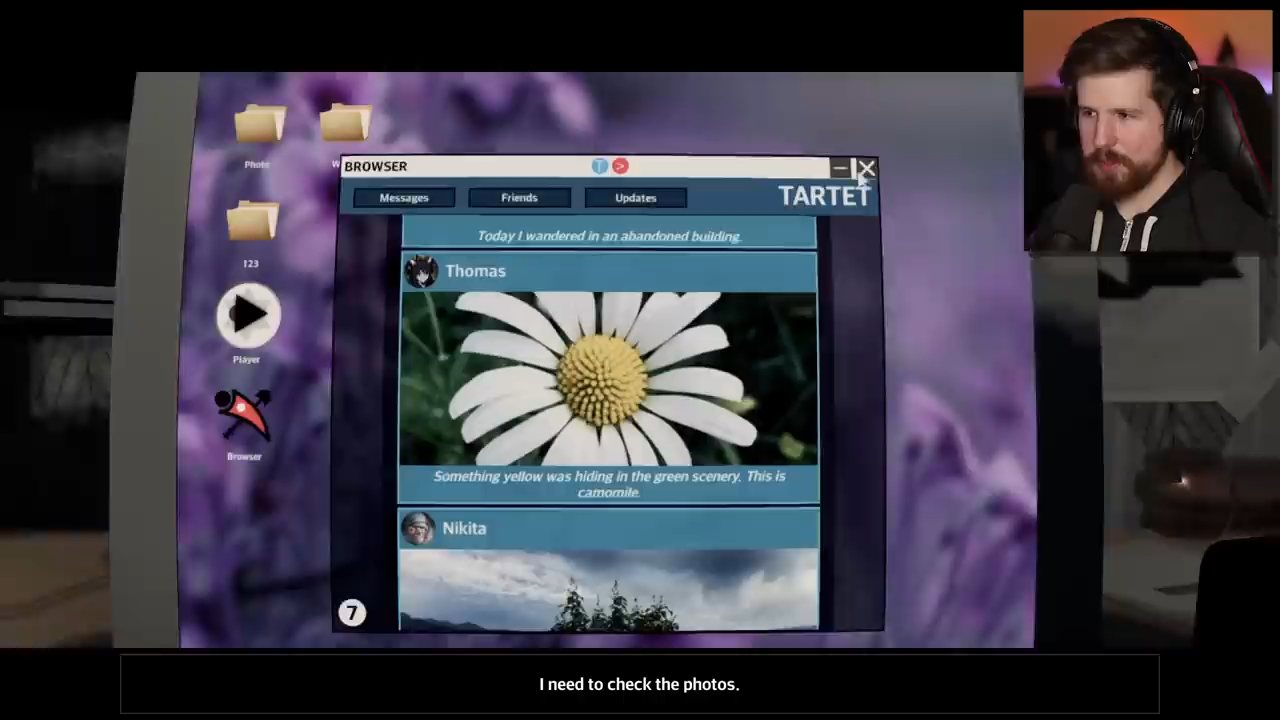 Photo
BROWSER
T
>
Messages
Friends
Updates
TARTET
Today I wandered in an abandoned building.
123
Thomas
Player
Something yellow was hiding in the green scenery. This is
camomile.
Browser
Nikita
7
I need to check the photos.